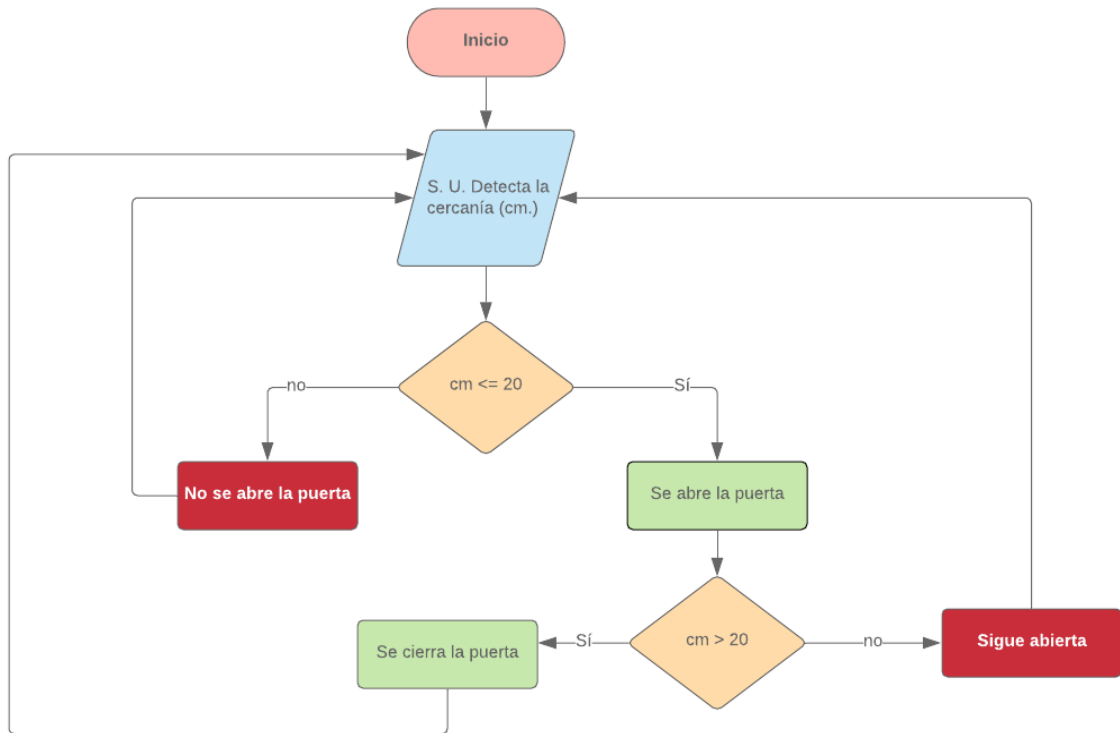 Inicio
S. U. Detecta la
cercanía (cm.)
cm <= 20
no
Sí
No se abre la puerta
Se abre la puerta
cm > 20
Sí
no
Se cierra la puerta
Sigue abierta